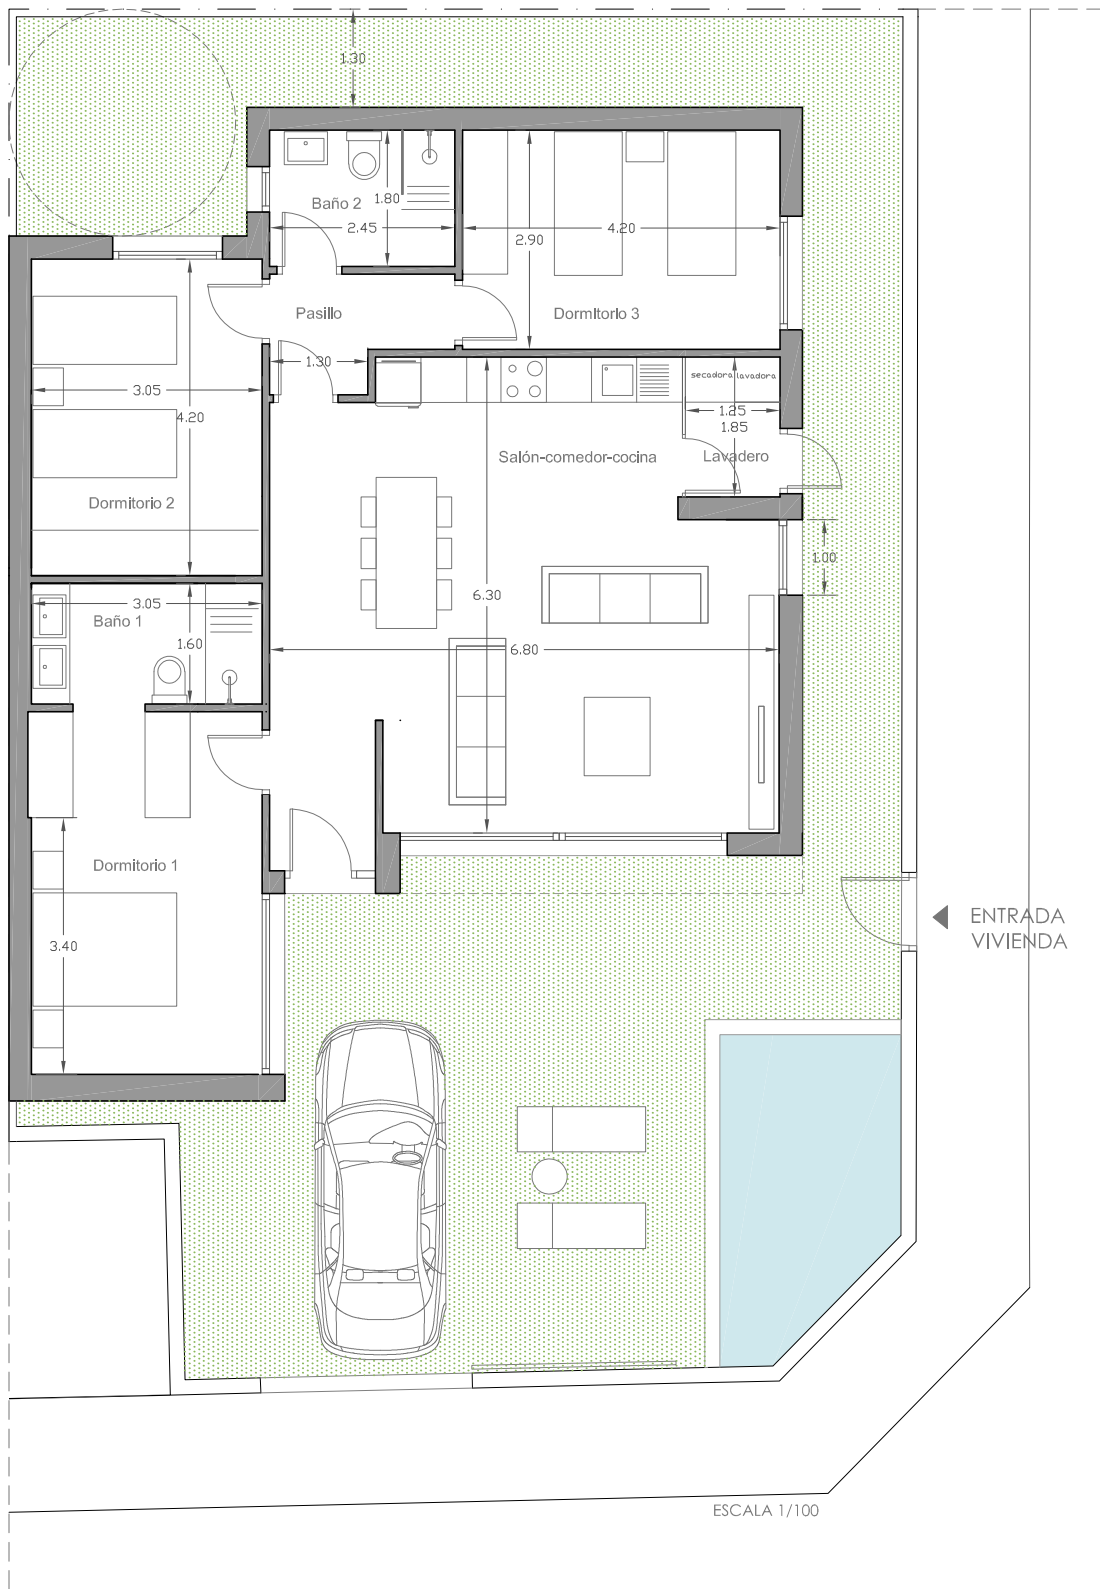 1.30
Baño 2
1.80
2.45
4.20
2.90
Pasillo
Dormitorio 3
1.30
3.05
4.20
secadora
lavadora
1.25
1.85
Salón-comedor-cocina
Lavadero
Dormitorio 2
1.00
3.05
6.30
Baño 1
1.60
6.80
Dormitorio 1
3.40
ENTRADA
VIVIENDA
ESCALA 1/100